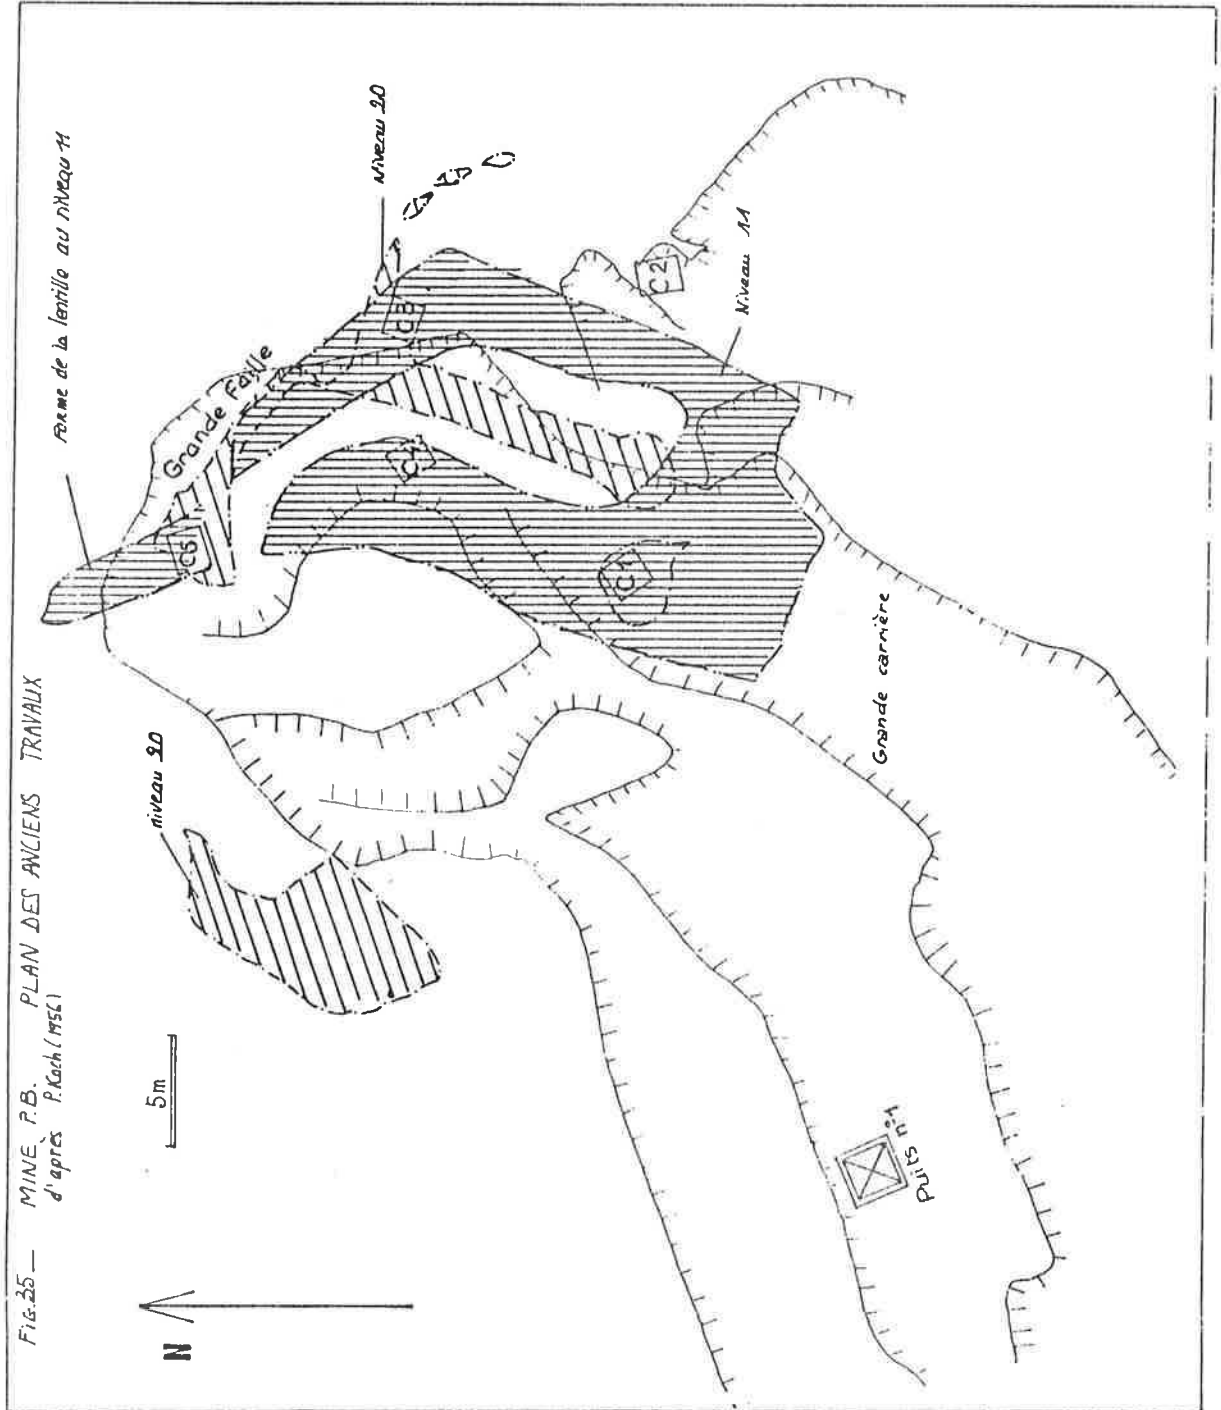 FIG.25 — MINE P.B. PLAN DES ANCIENS TRAVAUX
d'après P.Koch (1956)
N
5m
niveau 20
Forme de la lentille au niveau 11
Grande faille
Niveau 20
C5
C4
C3
C2
C1
Niveau 11
Grande carrière
Puits n°1